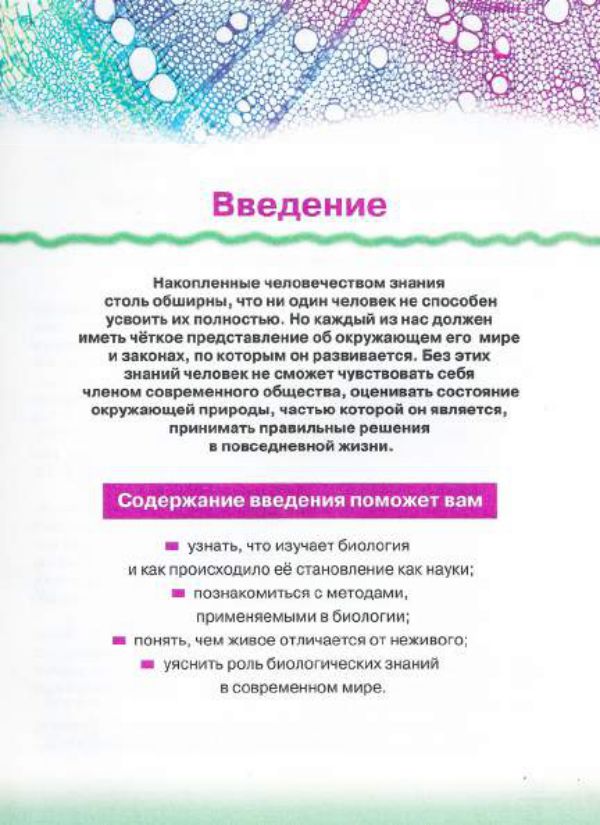 Введение
Накопленные человечеством знания
столь обширны, что ни один человек не способен
усвоить их полностью. Но каждый из нас должен
иметь чёткое представление об окружающем его мире
и законах, по которым он развивается. Без этих
знаний человек не сможет чувствовать себя
членом современного общества, оценивать состояние
окружающей природы, частью которой он является,
принимать правильные решения
в повседневной жизни.
Содержание введения поможет вам
узнать, что изучает биология
и как происходило её становление как науки;
познакомиться с методами,
применяемыми в биологии;
понять, чем живое отличается от неживого;
уяснить роль биологических знаний
в современном мире.